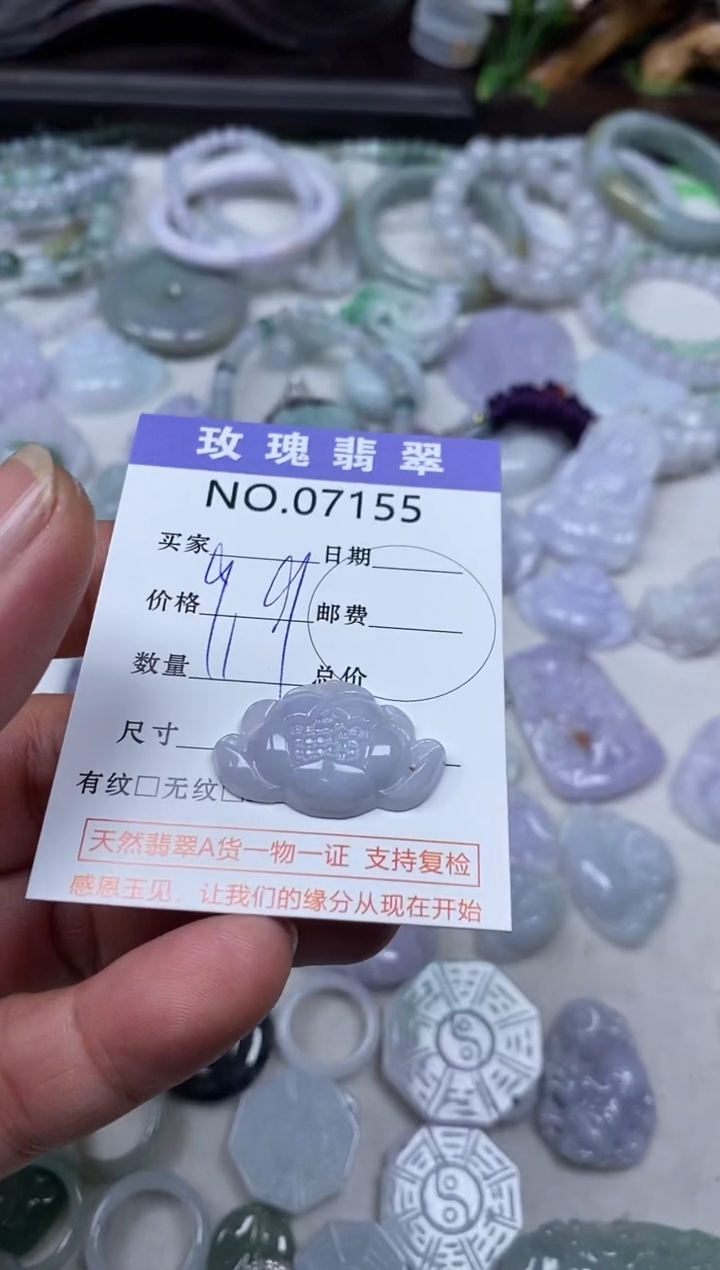 玫瑰翡翠
NO.07155
买家 日期
价格 邮费
数量 总价
尺寸
有纹□无纹□
天然翡翠A货一物一证 支持复检
感恩玉见，让我们的缘分从现在开始